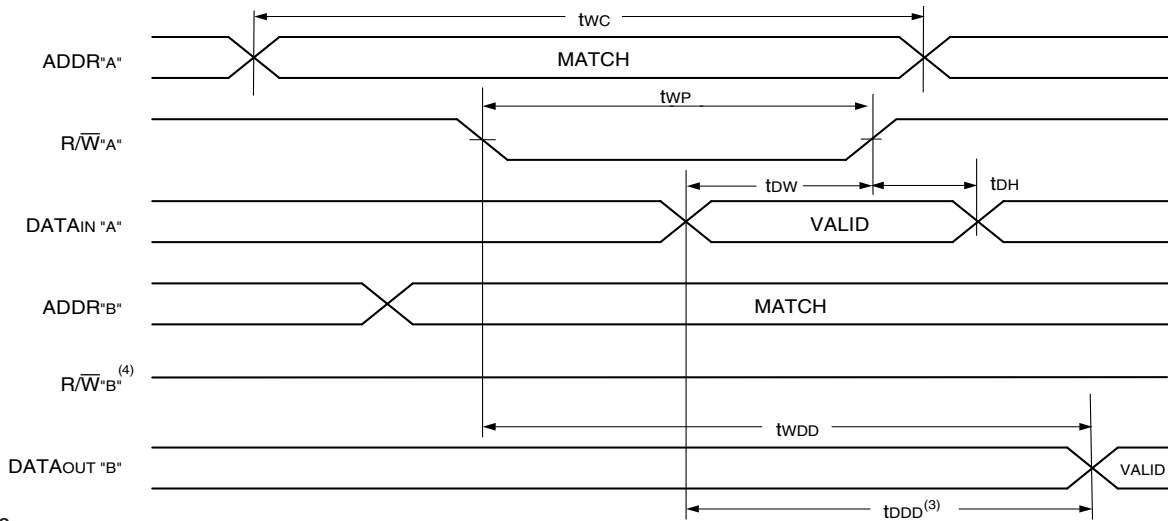 tWC
ADDR"A"
MATCH
tWP
R/W̅"A"
tDW
tDH
DATAIN "A"
VALID
ADDR"B"
MATCH
R/W̅"B"(4)
tWDD
DATAOUT "B"
VALID
tDDD(3)